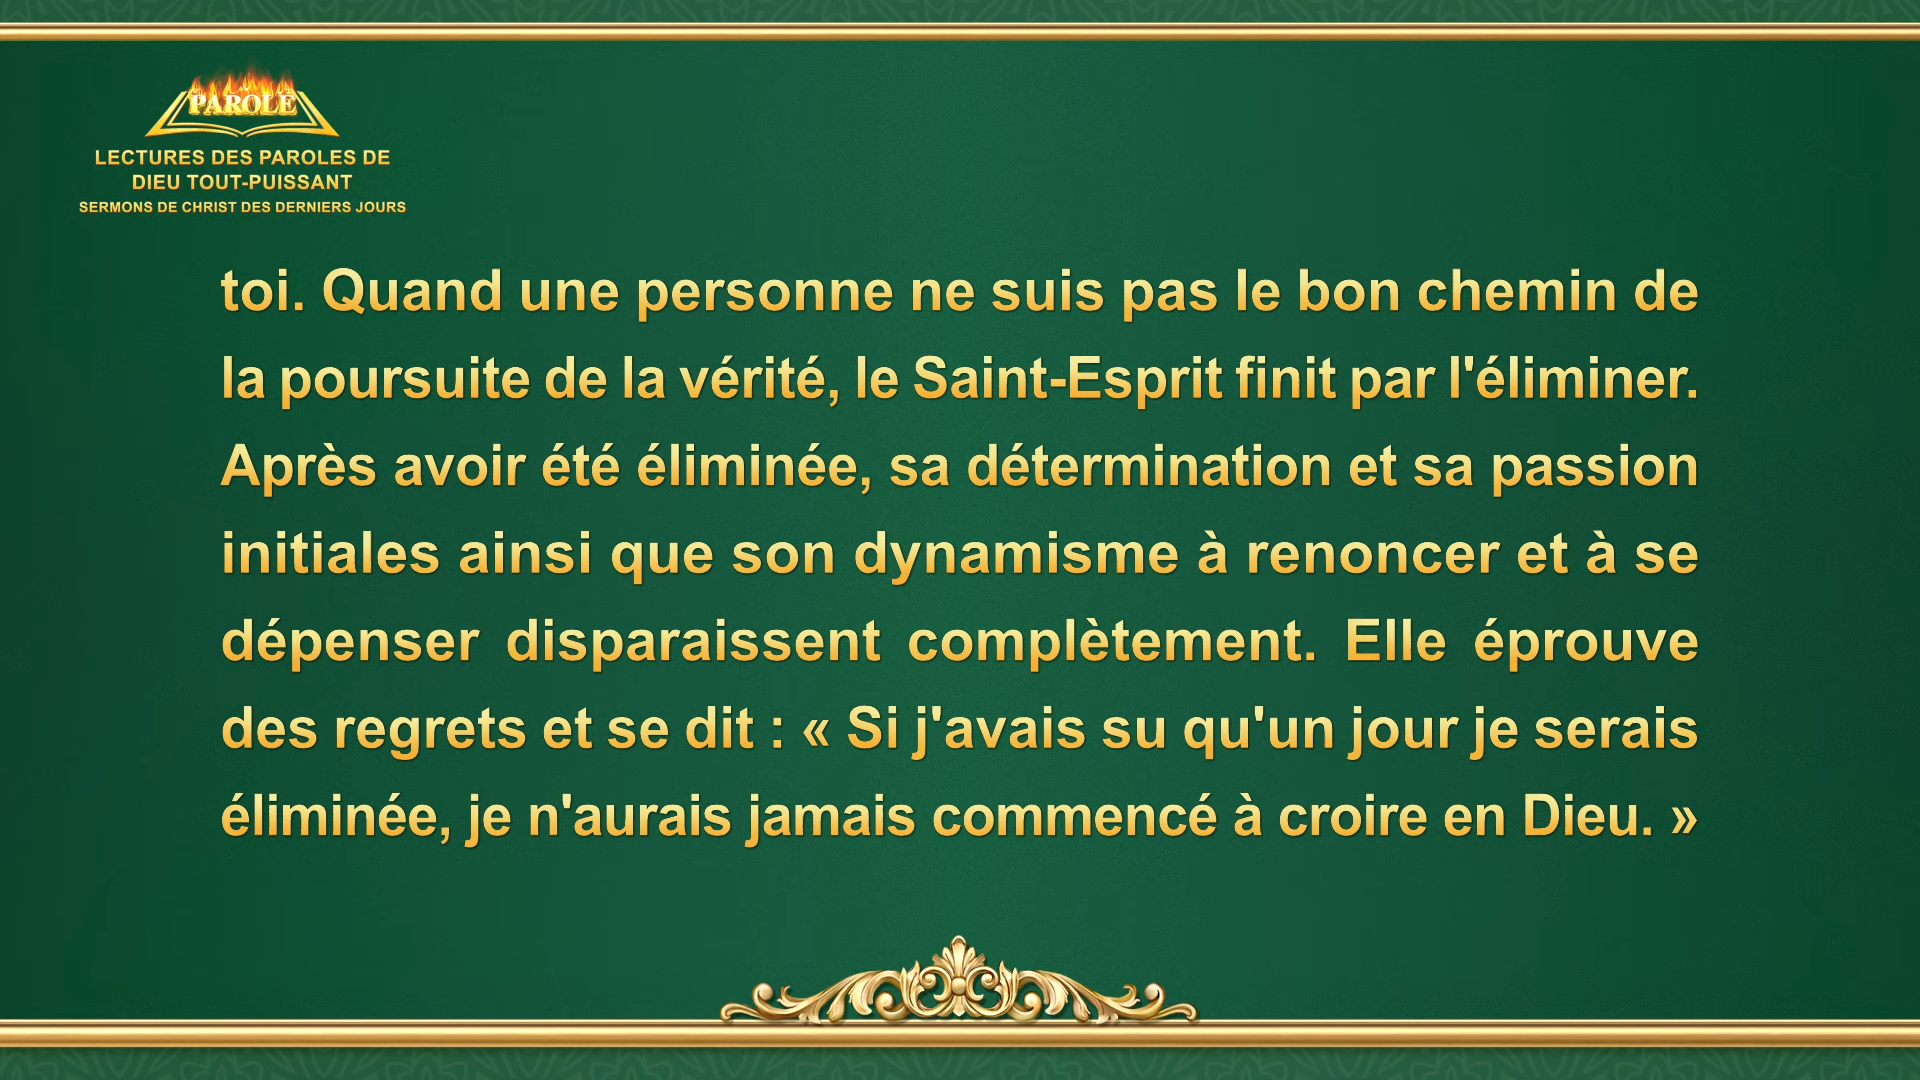 PAROLE
LECTURES DES PAROLES DE
DIEU TOUT-PUISSANT
SERMONS DE CHRIST DES DERNIERS JOURS
toi. Quand une personne ne suis pas le bon chemin de
la poursuite de la vérité, le Saint-Esprit finit par l'éliminer.
Après avoir été éliminée, sa détermination et sa passion
initiales ainsi que son dynamisme à renoncer et à se
dépenser disparaissent complètement. Elle éprouve
des regrets et se dit : « Si j'avais su qu'un jour je serais
éliminée, je n'aurais jamais commencé à croire en Dieu. »